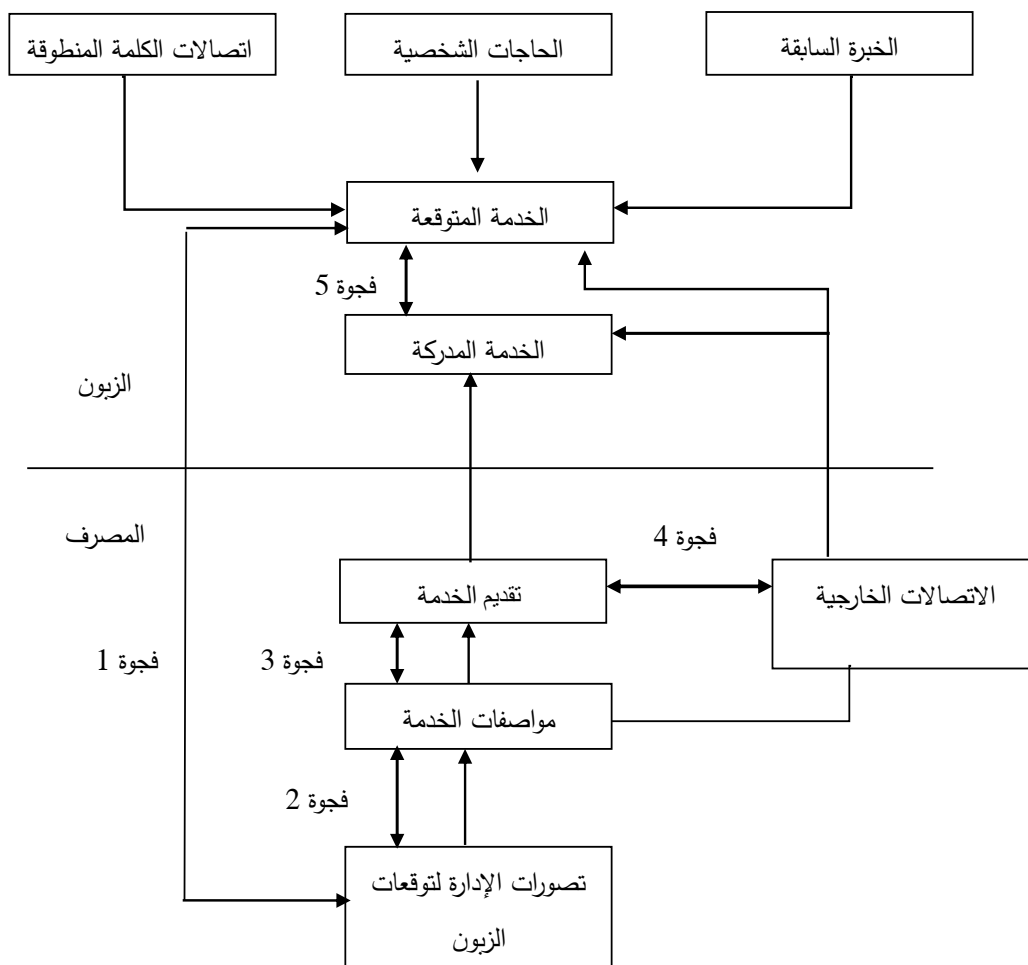 الخبرة السابقة
الحاجات الشخصية
اتصالات الكلمة المنطوقة
الخدمة المتوقعة
فجوة 5
الخدمة المدركة
الزبون
المصرف
فجوة 4
الاتصالات الخارجية
تقديم الخدمة
فجوة 3
فجوة 1
مواصفات الخدمة
فجوة 2
تصورات الإدارة لتوقعات
الزبون